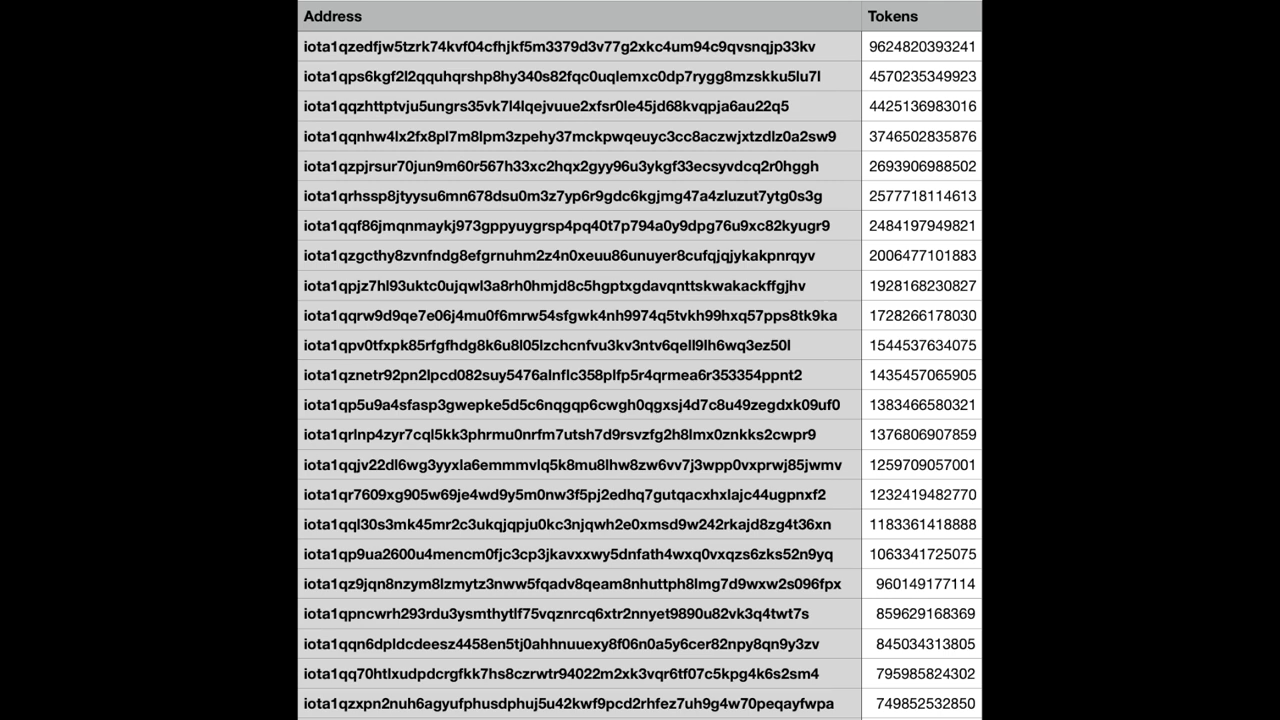 Address Tokens
iota1qzedfjw5tzrk74kvf04cfhjkf5m3379d3v77g2xkc4um94c9qvsnqjp33kv 9624820393241
iota1qps6kgf2l2qquhqrshp8hy340s82fqc0uqlemxc0dp7rygg8mzskku5lu7l 4570235349923
iota1qqzhttptvju5ungrs35vk7l4lqejvuue2xfsr0le45jd68kvqpja6au22q5 4425136983016
iota1qqnhw4lx2fx8pl7m8lpm3zpehy37mckpwqeuyc3cc8aczwjxtzdlz0a2sw9 3746502835876
iota1qzpjrsur70jun9m60r567h33xc2hqx2gyy96u3ykgf33ecsyvdcq2r0hggh 2693906988502
iota1qrhssp8jtyysu6mn678dsu0m3z7yp6r9gdc6kgjmg47a4zluzut7ytg0s3g 2577718114613
iota1qqf86jmqnmaykj973gppyuygrsp4pq40t7p794a0y9dpg76u9xc82kyugr9 2484197949821
iota1qzgcthy8zvnfndg8efgrnuhm2z4n0xeuu86unuyer8cufqjqjykakpnrqyv 2006477101883
iota1qpjz7hl93uktc0ujqwl3a8rh0hmjd8c5hgptxgdavqnttskwakackffgjhv 1928168230827
iota1qqrw9d9qe7e06j4mu0f6mrw54sfgwk4nh9974q5tvkh99hxq57pps8tk9ka 1728266178030
iota1qpv0tfxpk85rfgfhdg8k6u8l05lzchcnfvu3kv3ntv6qell9lh6wq3ez50l 1544537634075
iota1qznetr92pn2lpcd082suy5476alnflc358plfp5r4qrmea6r353354ppnt2 1435457065905
iota1qp5u9a4sfasp3gwepke5d5c6nqgqp6cwgh0qgxsj4d7c8u49zegdxk09uf0 1383466580321
iota1qrlnp4zyr7cql5kk3phrmu0nrfm7utsh7d9rsvzfg2h8lmx0znkks2cwpr9 1376806907859
iota1qqjv22dl6wg3yyxla6emmmvlq5k8mu8lhw8zw6vv7j3wpp0vxprwj85jwmv 1259709057001
iota1qr7609xg905w69je4wd9y5m0nw3f5pj2edhq7gutqacxhxlajc44ugpnxf2 1232419482770
iota1qql30s3mk45mr2c3ukqjqpju0kc3njqwh2e0xmsd9w242rkajd8zg4t36xn 1183361418888
iota1qp9ua2600u4mencm0fjc3cp3jkavxxwy5dnfath4wxq0vxqzs6zks52n9yq 1063341725075
iota1qz9jqn8nzym8lzmytz3nww5fqadv8qeam8nhuttph8lmg7d9wxw2s096fpx 960149177114
iota1qpncwrh293rdu3ysmthytlf75vqznrcq6xtr2nnyet9890u82vk3q4twt7s 859629168369
iota1qqn6dpldcdeesz4458en5tj0ahhnuuexy8f06n0a5y6cer82npy8qn9y3zv 845034313805
iota1qq70htlxudpdcrgfkk7hs8czrwtr94022m2xk3vqr6tf07c5kpg4k6s2sm4 795985824302
iota1qzxpn2nuh6agyufphusdphuj5u42kwf9pcd2rhfez7uh9g4w70peqayfwpa 749852532850